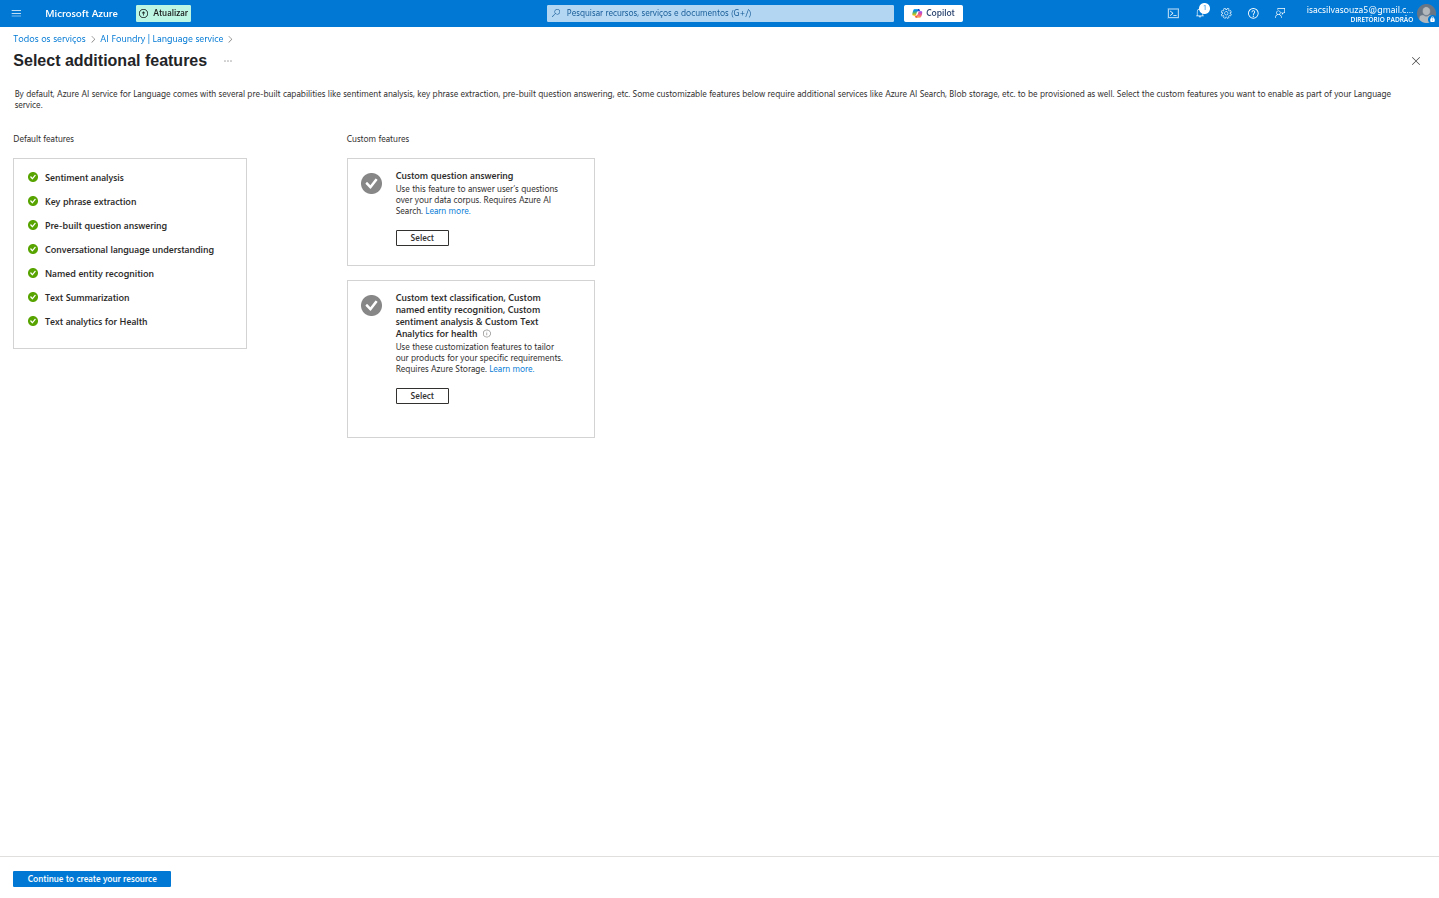 Microsoft Azure
Atualizar
Pesquisar recursos, serviços e documentos (G+/)
Copilot
1
isacsilvasouza5@gmail.c...
DIRETÓRIO PADRÃO
Todos os serviços
AI Foundry | Language service
Select additional features
...
By default, Azure AI service for Language comes with several pre-built capabilities like sentiment analysis, key phrase extraction, pre-built question answering, etc. Some customizable features below require additional services like Azure AI Search, Blob storage, etc. to be provisioned as well. Select the custom features you want to enable as part of your Language
service.
Default features
Sentiment analysis
Key phrase extraction
Pre-built question answering
Conversational language understanding
Named entity recognition
Text Summarization
Text analytics for Health
Custom features
Custom question answering
Use this feature to answer user's questions
over your data corpus. Requires Azure AI
Search. Learn more.
Select
Custom text classification, Custom
named entity recognition, Custom
sentiment analysis & Custom Text
Analytics for health
Use these customization features to tailor
our products for your specific requirements.
Requires Azure Storage. Learn more.
Select
Continue to create your resource